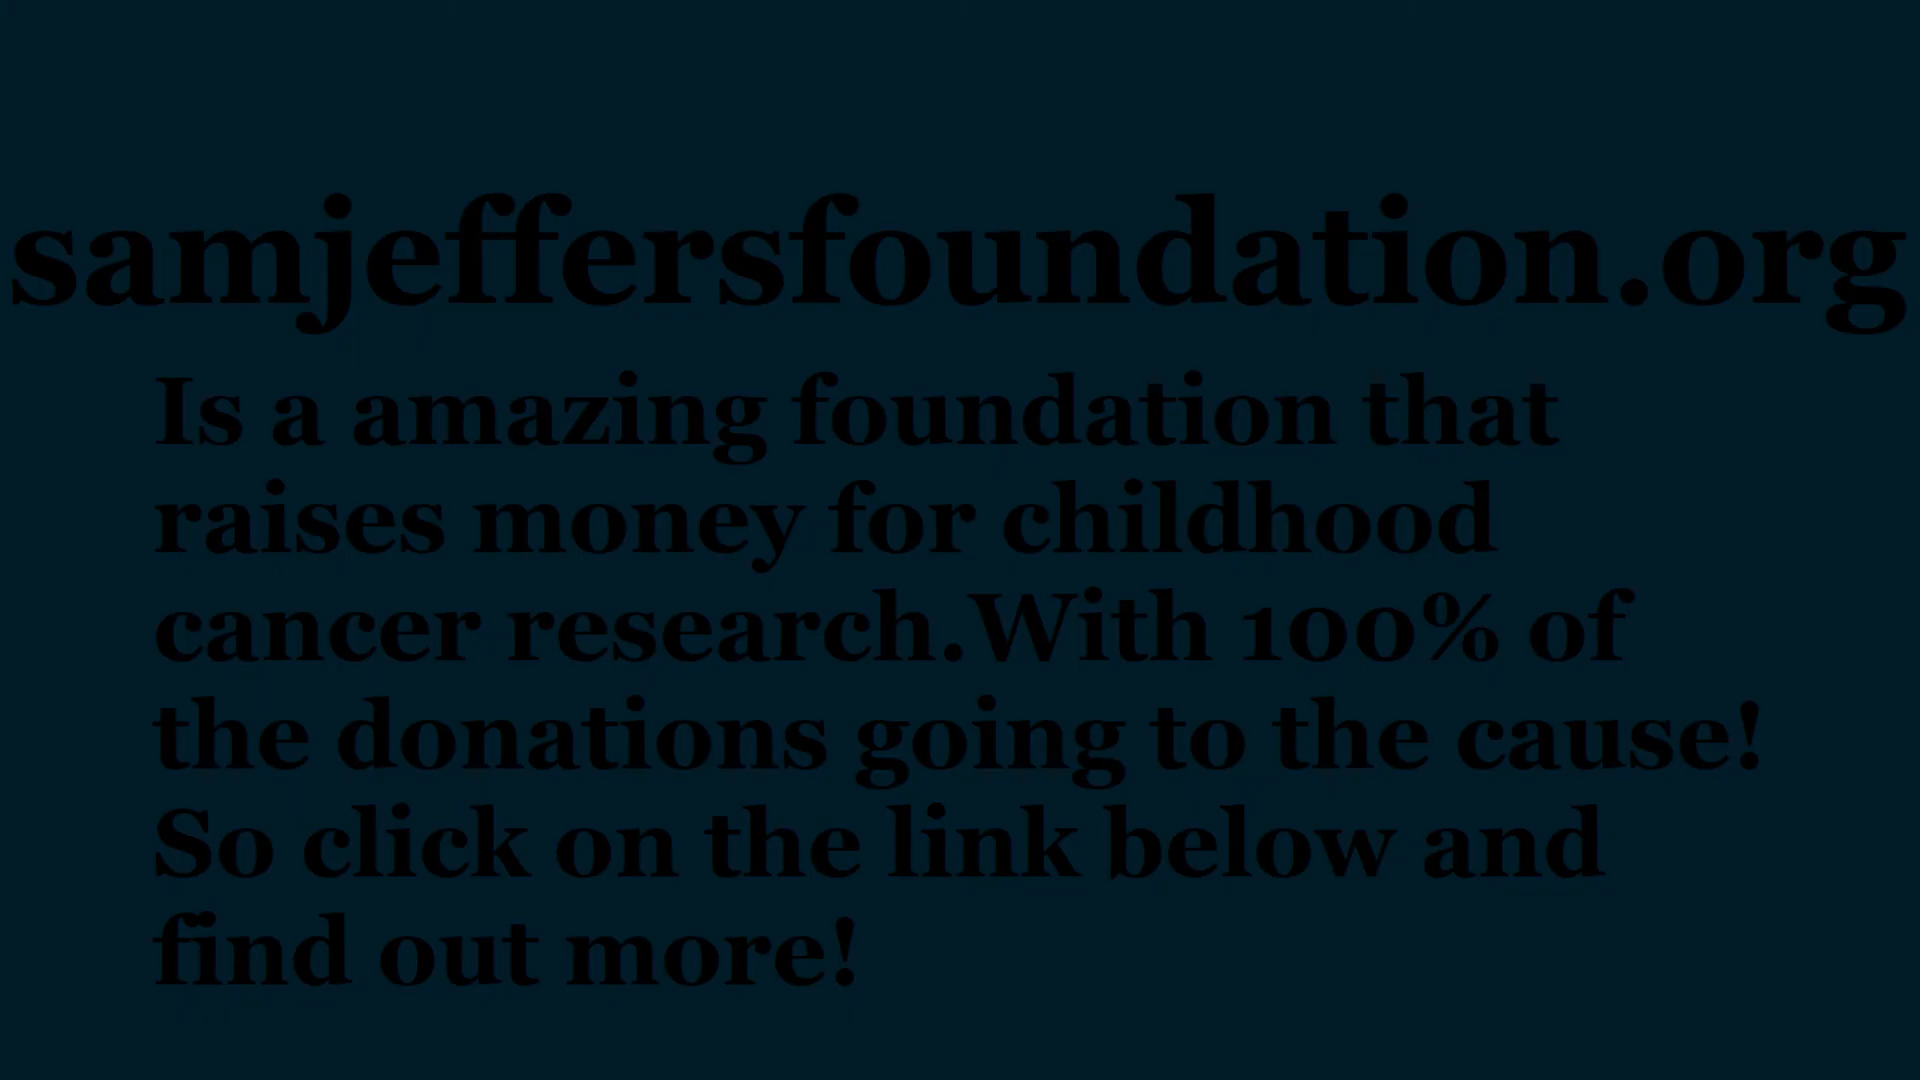 samjeffersfoundation.org
Is a amazing foundation that
raises money for childhood
cancer research.With 100% of
the donations going to the cause!
So click on the link below and
find out more!